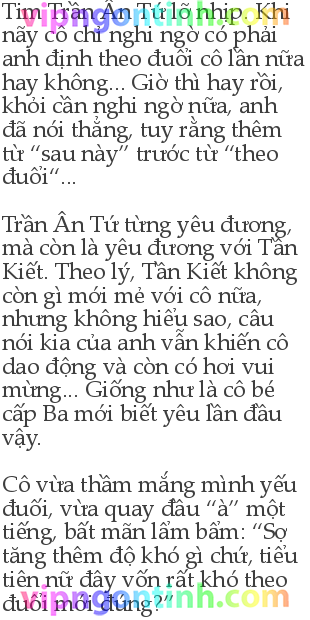 Tim Trần Ân Tứ lỡ nhịp. Khi
nãy cô chỉ nghi ngờ có phải
anh định theo đuổi cô lần nữa
hay không... Giờ thì hay rồi,
khỏi cần nghi ngờ nữa, anh
đã nói thẳng, tuy rằng thêm
từ “sau này” trước từ “theo
đuổi“...
Trần Ân Tứ từng yêu đương,
mà còn là yêu đương với Tần
Kiết. Theo lý, Tần Kiết không
còn gì mới mẻ với cô nữa,
nhưng không hiểu sao, câu
nói kia của anh vẫn khiến cô
dao động và còn có hơi vui
mừng... Giống như là cô bé
cấp Ba mới biết yêu lần đầu
vậy.
Cô vừa thầm mắng mình yếu
đuối, vừa quay đầu “à” một
tiếng, bất mãn lẩm bẩm: “Sợ
tăng thêm độ khó gì chứ, tiểu
tiên nữ đây vốn rất khó theo
đuổi mới đúng?”
vipngontinh.com
vipngontinh.com